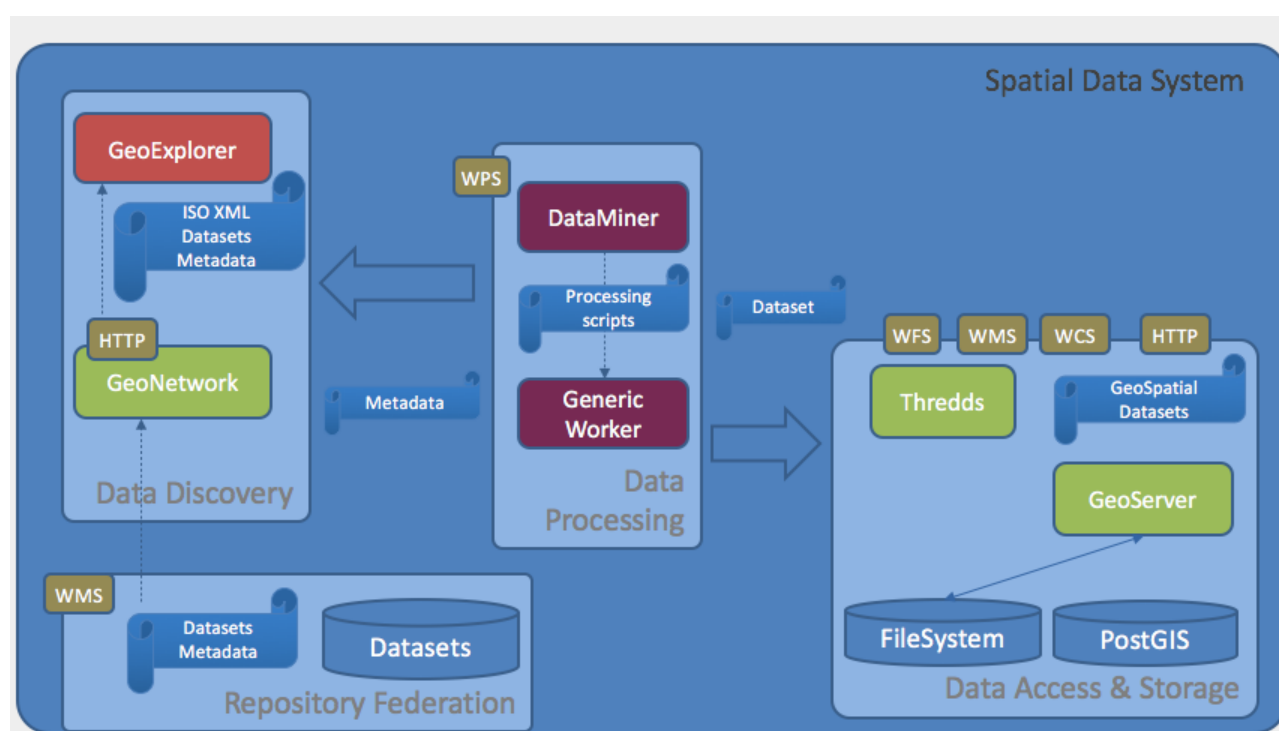 Spatial Data System
GeoExplorer
ISO XML
Datasets
Metadata
HTTP
GeoNetwork
Data Discovery
WPS
DataMiner
Processing
scripts
Generic
Worker
Data
Processing
Metadata
Dataset
WFS
WMS
WCS
HTTP
Thredds
GeoSpatial
Datasets
GeoServer
FileSystem
PostGIS
Data Access & Storage
WMS
Datasets
Metadata
Datasets
Repository Federation